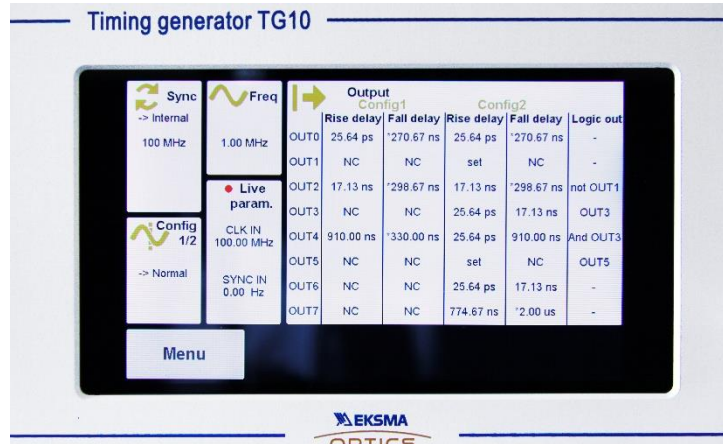 Timing generator TG10
Sync
-> Internal
100 MHz
Freq
1.00 MHz
Config
1/2
-> Normal
Live
param.
CLK IN
100.00 MHz
SYNC IN
0.00 Hz
Menu
Output
Config1 Config2
Rise delay Fall delay Rise delay Fall delay Logic out
OUT0 25.64 ps *270.67 ns 25.64 ps *270.67 ns -
OUT1 NC NC set NC -
OUT2 17.13 ns *298.67 ns 17.13 ns *298.67 ns not OUT1
OUT3 NC NC 25.64 ps 17.13 ns OUT3
OUT4 910.00 ns *330.00 ns 25.64 ps 910.00 ns And OUT3
OUT5 NC NC set NC OUT5
OUT6 NC NC 25.64 ps 17.13 ns -
OUT7 NC NC 774.67 ns *2.00 us -
EKSMA
OPTICS